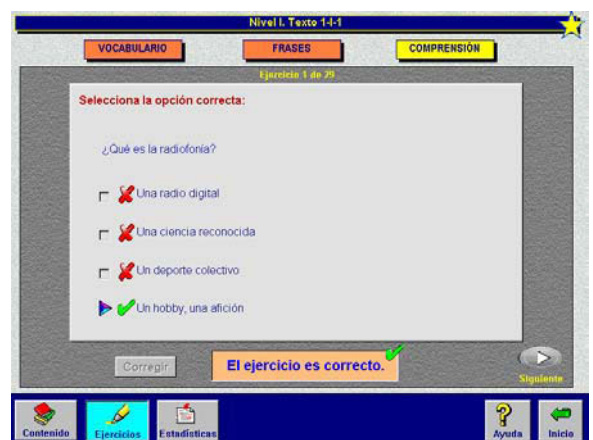 Nivel I. Texto 1-I-1
VOCABULARIO
FRASES
COMPRENSIÓN
Ejercicio 1 de 29
Selecciona la opción correcta:
¿Qué es la radiofonía?
Una radio digital
Una ciencia reconocida
Un deporte colectivo
Un hobby, una afición
Corregir
El ejercicio es correcto.
Siguiente
Contenido
Ejercicios
Estadísticas
Ayuda
Inicio